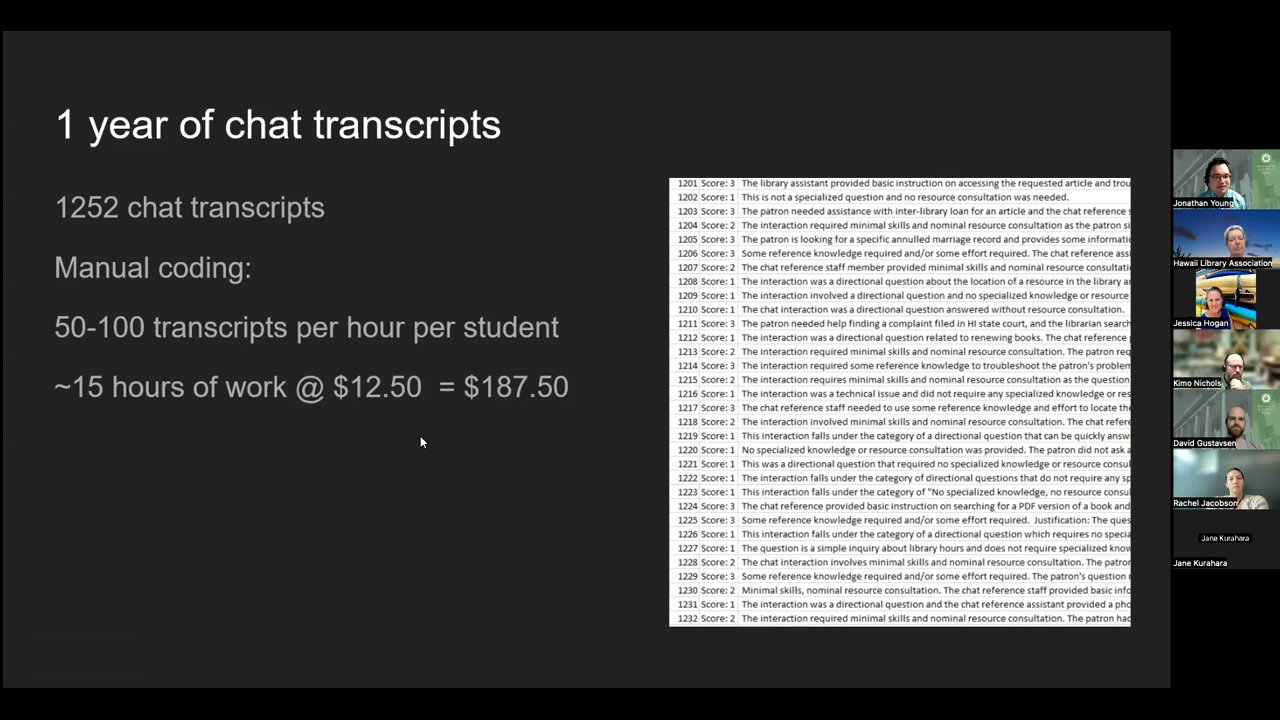 1 year of chat transcripts
1252 chat transcripts
Manual coding:
50-100 transcripts per hour per student
~15 hours of work @ $12.50 = $187.50
1201 Score: 3 The library assistant provided basic instruction on accessing the requested article and trou
1202 Score: 1 This is not a specialized question and no resource consultation was needed.
1203 Score: 3 The patron needed assistance with inter-library loan for an article and the chat reference s
1204 Score: 2 The interaction required minimal skills and nominal resource consultation as the patron si
1205 Score: 3 The patron is looking for a specific annulled marriage record and provides some informatio
1206 Score: 3 Some reference knowledge required and/or some effort required. The chat reference assi
1207 Score: 2 The chat reference staff member provided minimal skills and nominal resource consultati
1208 Score: 1 The interaction was a directional question about the location of a resource in the library ar
1209 Score: 1 The interaction involved a directional question and no specialized knowledge or resource
1210 Score: 1 The chat interaction was a directional question answered without resource consultation.
1211 Score: 3 The patron needed help finding a complaint filed in HI state court, and the librarian search
1212 Score: 1 The interaction was a directional question related to renewing books. The chat reference
1213 Score: 2 The interaction required minimal skills and nominal resource consultation. The patron req
1214 Score: 3 The interaction required some reference knowledge to troubleshoot the patron's problem
1215 Score: 2 The interaction requires minimal skills and nominal resource consultation as the question
1216 Score: 1 The interaction was a technical issue and did not require any specialized knowledge or res
1217 Score: 3 The chat reference staff needed to use some reference knowledge and effort to locate the
1218 Score: 2 The interaction involved minimal skills and nominal resource consultation. The chat refere
1219 Score: 1 This interaction falls under the category of a directional question that can be quickly answ
1220 Score: 1 No specialized knowledge or resource consultation was provided. The patron did not ask a
1221 Score: 1 This was a directional question that required no specialized knowledge or resource consul
1222 Score: 1 The interaction falls under the category of directional questions that do not require any sp
1223 Score: 1 This interaction falls under the category of "No specialized knowledge, no resource consu
1224 Score: 3 The chat reference provided basic instruction on searching for a PDF version of a book and
1225 Score: 3 Some reference knowledge required and/or some effort required. Justification: The ques
1226 Score: 1 This interaction falls under the category of a directional question which requires no specia
1227 Score: 1 The question is a simple inquiry about library hours and does not require specialized know
1228 Score: 2 The chat interaction involves minimal skills and nominal resource consultation. The patron
1229 Score: 3 Some reference knowledge required and/or some effort required. The patron's question r
1230 Score: 2 Minimal skills, nominal resource consultation. The chat reference staff provided basic info
1231 Score: 1 The interaction was a directional question and the chat reference assistant provided a pho
1232 Score: 2 The interaction required minimal skills and nominal resource consultation. The patron had
Jonathan Young
Hawaii Library Association
Jessica Hogan
Kimo Nichols
David Gustavsen
Rachel Jacobson
Jane Kurahara
Jane Kurahara